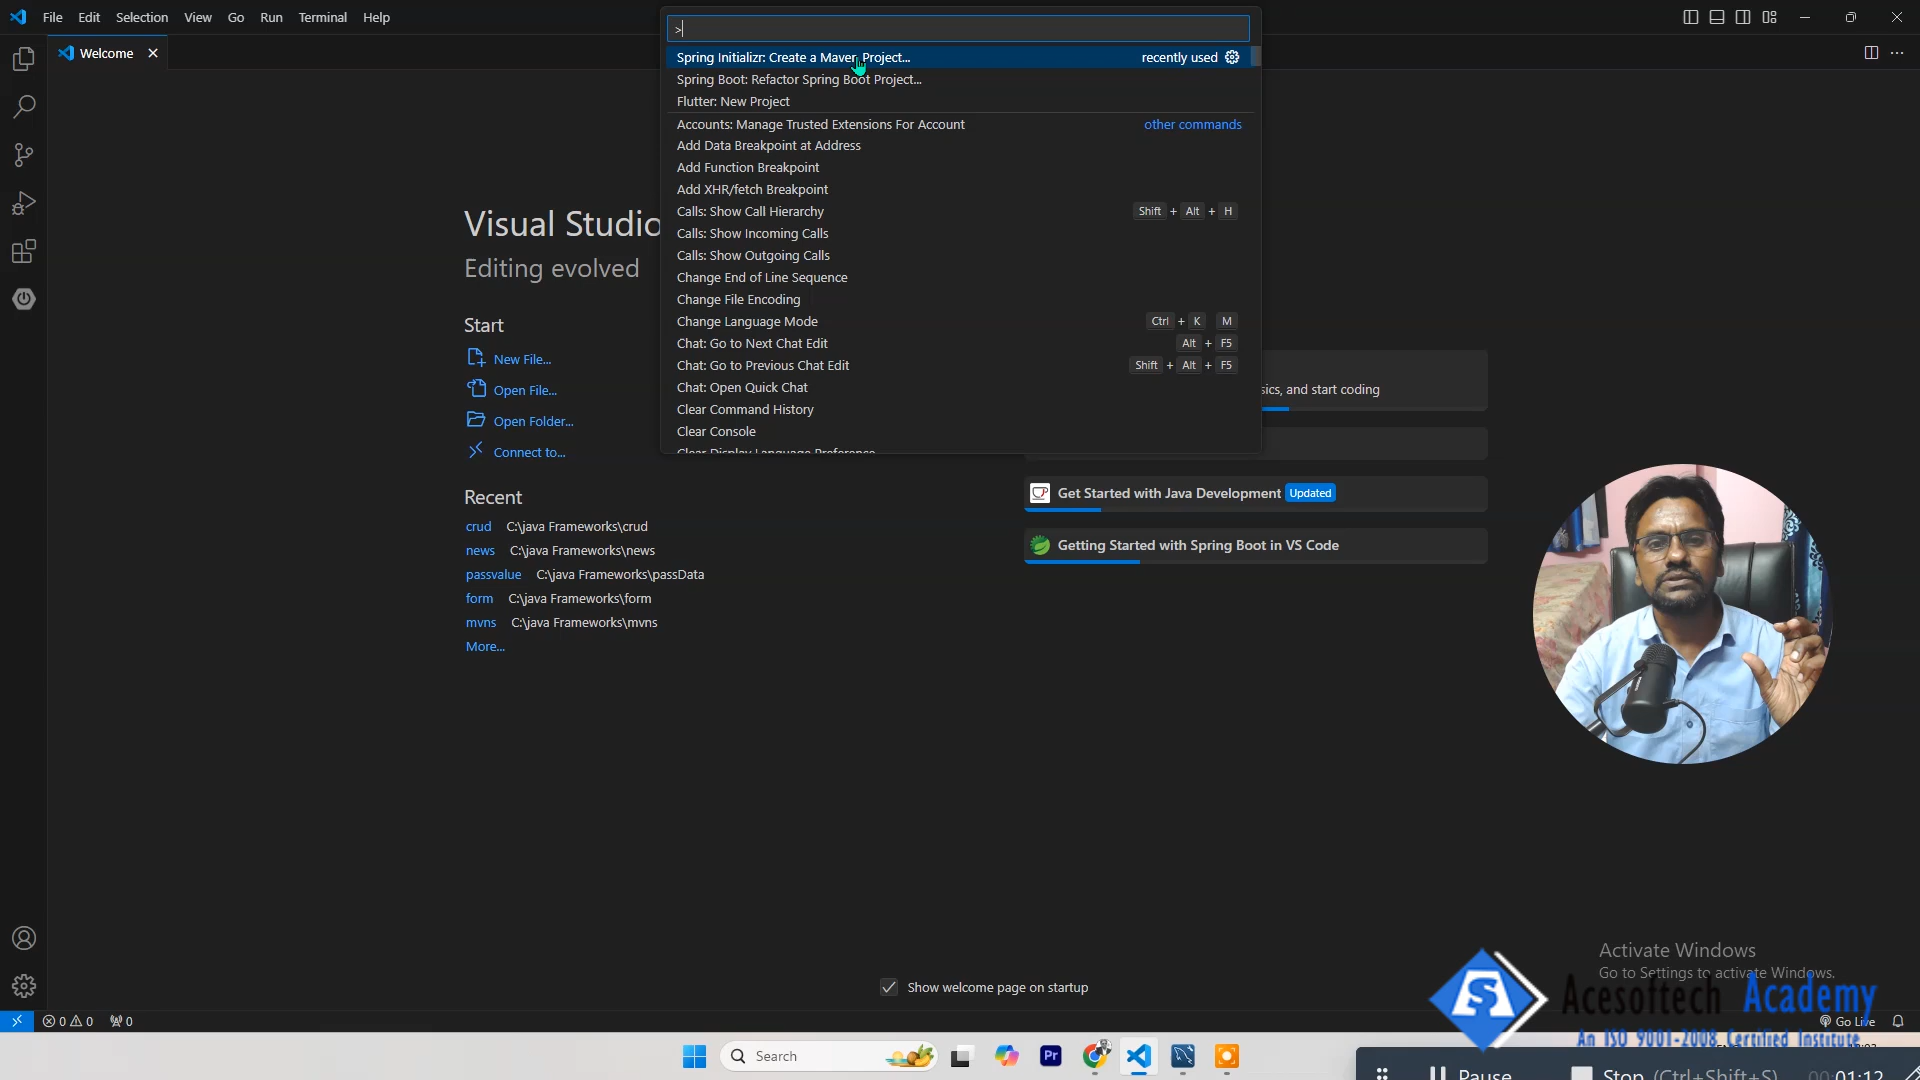 File Edit Selection View Go Run Terminal Help
Welcome
>
Spring Initializr: Create a Maven Project... recently used
Spring Boot: Refactor Spring Boot Project...
Flutter: New Project
Accounts: Manage Trusted Extensions For Account other commands
Add Data Breakpoint at Address
Add Function Breakpoint
Add XHR/fetch Breakpoint
Calls: Show Call Hierarchy Shift + Alt + H
Calls: Show Incoming Calls
Calls: Show Outgoing Calls
Change End of Line Sequence
Change File Encoding
Change Language Mode Ctrl + K M
Chat: Go to Next Chat Edit Alt + F5
Chat: Go to Previous Chat Edit Shift + Alt + F5
Chat: Open Quick Chat
Clear Command History
Clear Console
Clear Display Language Preference
Visual Studio
Editing evolved
Start
New File...
Open File...
Open Folder...
Connect to...
Recent
crud C:\java Frameworks\crud
news C:\java Frameworks\news
passvalue C:\java Frameworks\passData
form C:\java Frameworks\form
mvns C:\java Frameworks\mvns
More...
sics, and start coding
Get Started with Java Development Updated
Getting Started with Spring Boot in VS Code
Show welcome page on startup
Activate Windows
Go to Settings to activate Windows.
Acesoftech Academy
An ISO 9001-2008 Certified Institute
0 0 0
Go Live
Search
Pr
Pause Stop (Ctrl+Shift+S) 00:01:12